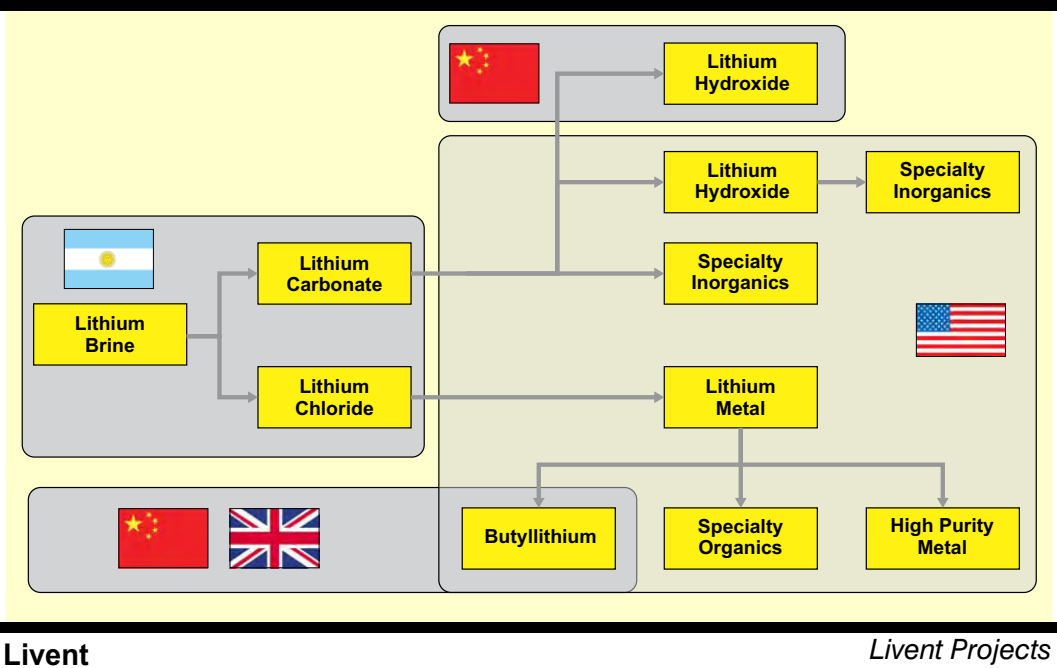 Lithium
Hydroxide
Lithium
Hydroxide
Specialty
Inorganics
Lithium
Carbonate
Specialty
Inorganics
Lithium
Brine
Lithium
Chloride
Lithium
Metal
Butyllithium
Specialty
Organics
High Purity
Metal
Livent
Livent Projects